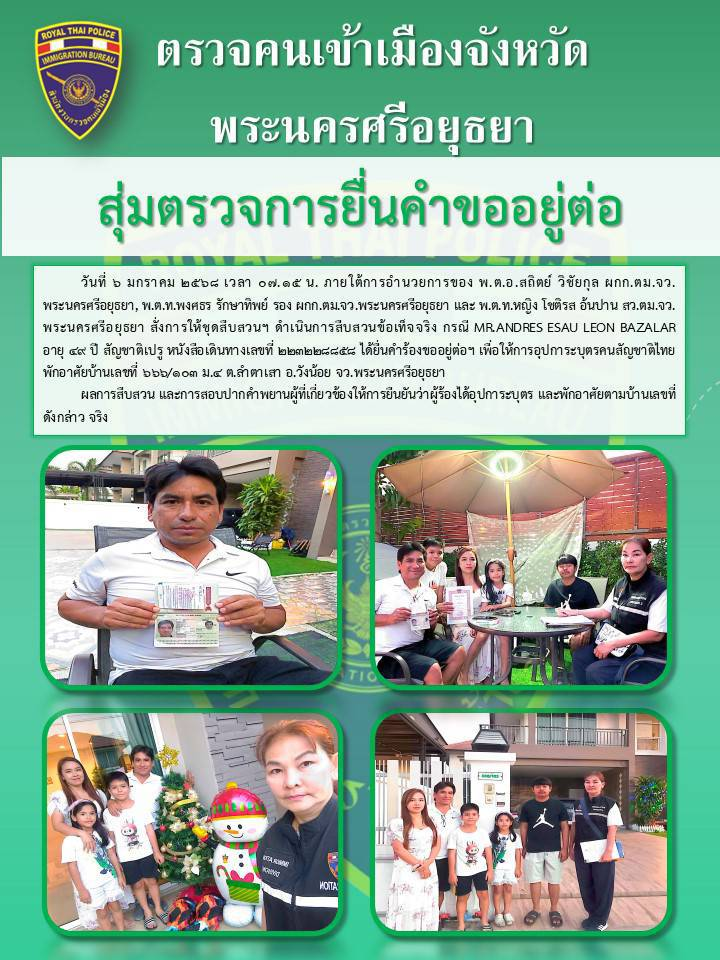 ROYAL THAI POLICE
IMMIGRATION BUREAU
สำนักงานตรวจคนเข้าเมือง
ตรวจคนเข้าเมืองจังหวัด
พระนครศรีอยุธยา
สุ่มตรวจการยื่นคำขออยู่ต่อ
วันที่ ๖ มกราคม ๒๕๖๘ เวลา ๐๗.๑๕ น. ภายใต้การอำนวยการของ พ.ต.อ.สถิตย์ วิชัยกุล ผกก.ตม.จว.
พระนครศรีอยุธยา, พ.ต.ท.พงศธร รักษาทิพย์ รอง ผกก.ตม.จว.พระนครศรีอยุธยา และ พ.ต.ท.หญิง โชติรส อ้นปาน สว.ตม.จว.
พระนครศรีอยุธยา สั่งการให้ชุดสืบสวนฯ ดำเนินการสืบสวนข้อเท็จจริง กรณี MR.ANDRES ESAU LEON BAZALAR
อายุ ๔๙ ปี สัญชาติเปรู หนังสือเดินทางเลขที่ ๒๒๓๒๒๘๘๕๘ ได้ยื่นคำร้องขออยู่ต่อฯ เพื่อให้การอุปการะบุตรคนสัญชาติไทย
พักอาศัยบ้านเลขที่ ๖๖๖/๑๐๓ ม.๔ ต.ลำตาเสา อ.วังน้อย จว.พระนครศรีอยุธยา
ผลการสืบสวน และการสอบปากคำพยานผู้ที่เกี่ยวข้องให้การยืนยันว่าผู้ร้องได้อุปการะบุตร และพักอาศัยตามบ้านเลขที่
ดังกล่าว จริง